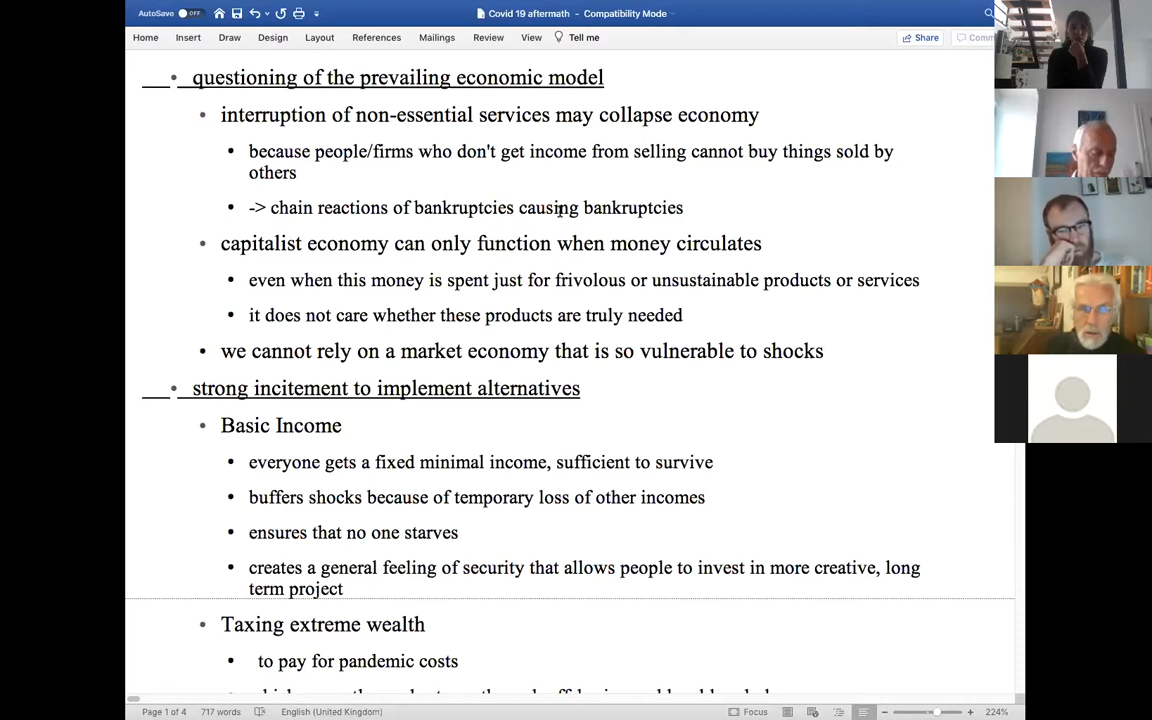 AutoSave OFF
Covid 19 aftermath - Compatibility Mode
Home Insert Draw Design Layout References Mailings Review View Tell me
Share
questioning of the prevailing economic model
interruption of non-essential services may collapse economy
because people/firms who don't get income from selling cannot buy things sold by
others
-> chain reactions of bankruptcies causing bankruptcies
capitalist economy can only function when money circulates
even when this money is spent just for frivolous or unsustainable products or services
it does not care whether these products are truly needed
we cannot rely on a market economy that is so vulnerable to shocks
strong incitement to implement alternatives
Basic Income
everyone gets a fixed minimal income, sufficient to survive
buffers shocks because of temporary loss of other incomes
ensures that no one starves
creates a general feeling of security that allows people to invest in more creative, long
term project
Taxing extreme wealth
to pay for pandemic costs
Page 1 of 4 717 words English (United Kingdom) Focus 224%